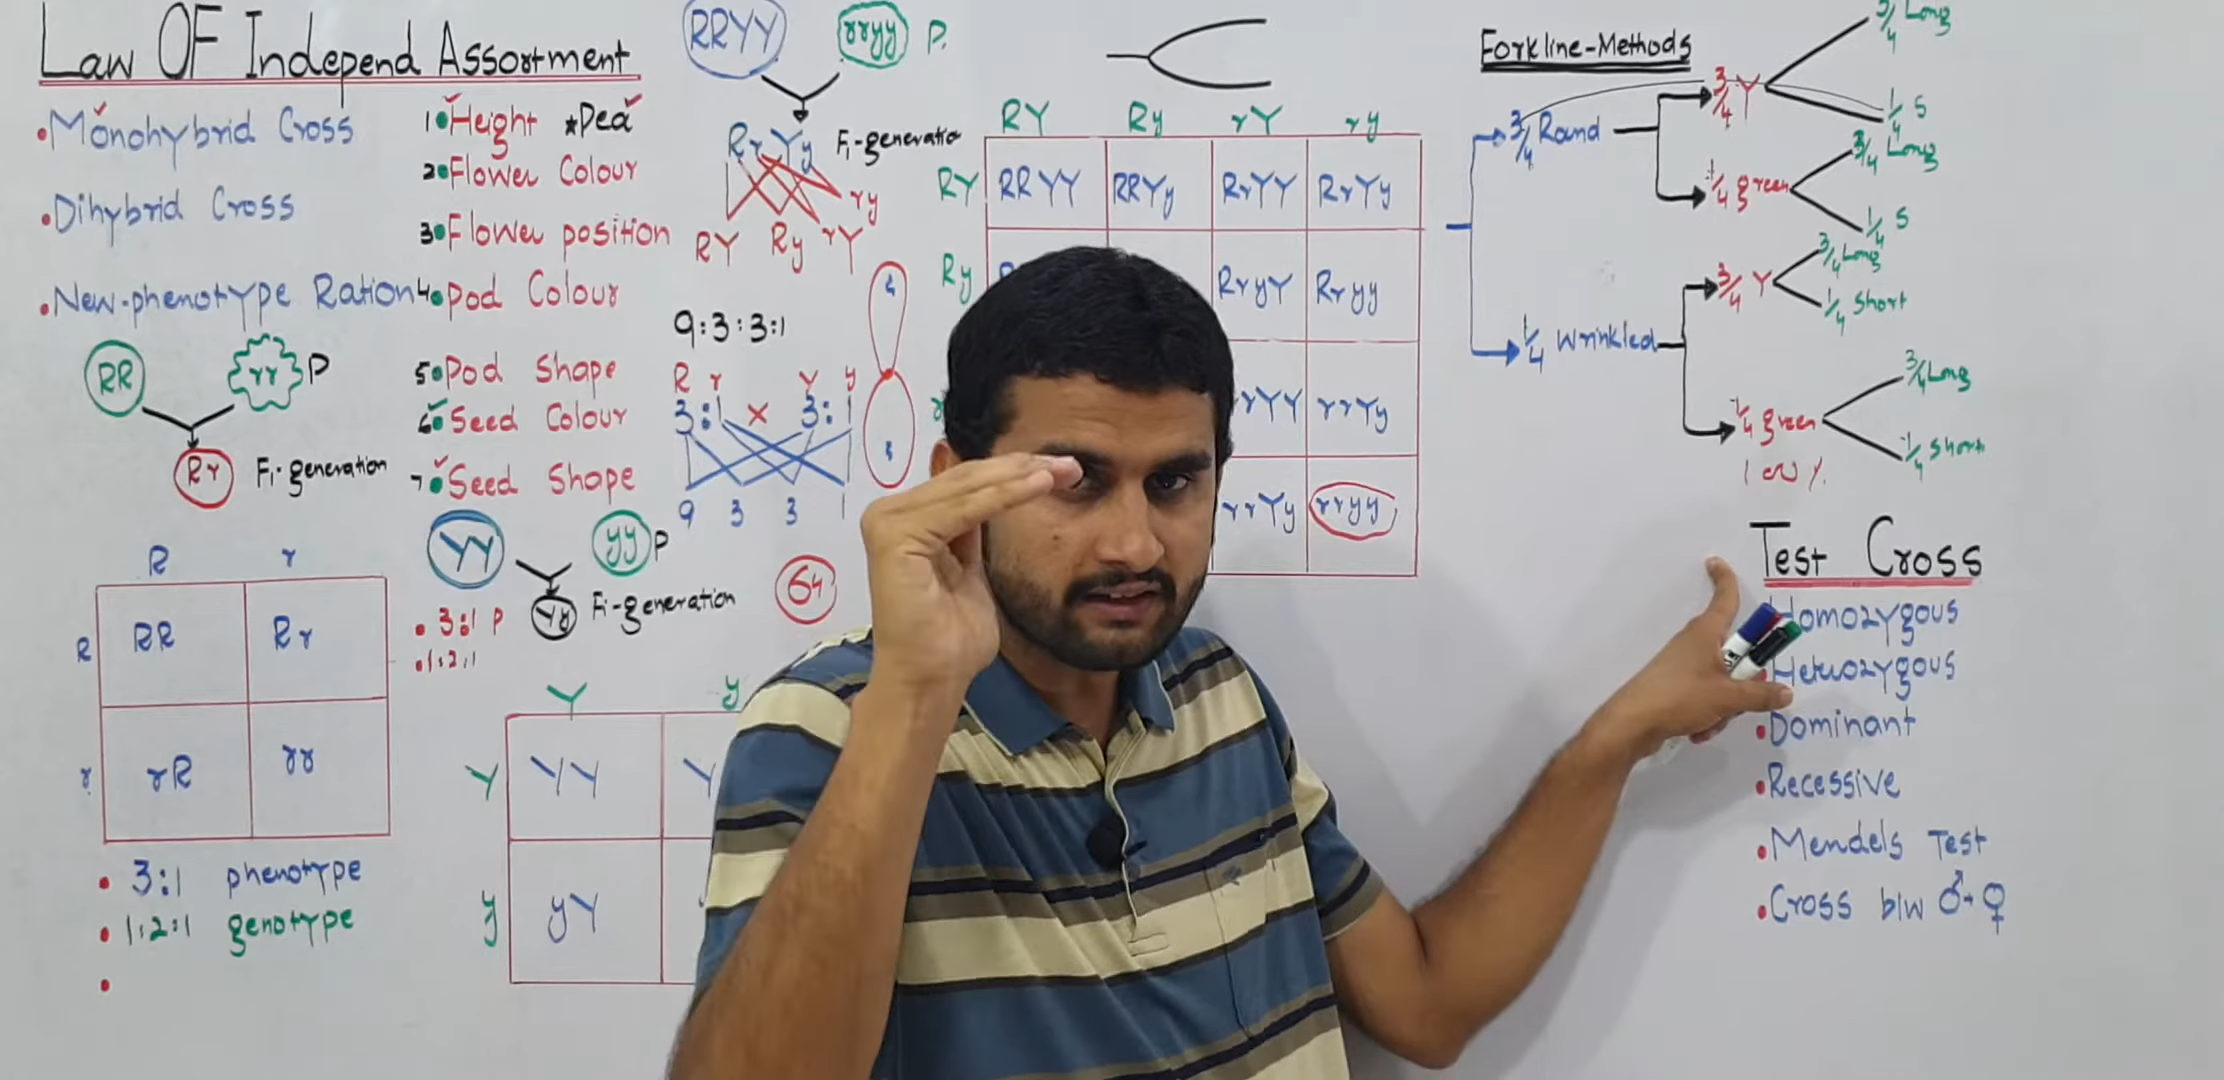 Law OF Independ Assortment
• Monohybrid Cross
• Dihybrid Cross
• New-phenotype Ration
RR
rr
P
Rr
F1-generation
R r
R RR Rr
r rR rr
• 3:1 phenotype
• 1:2:1 genotype
1• Height *Pea
2• Flower Colour
3• Flower position
4• Pod Colour
5• Pod Shape
6• Seed Colour
7• Seed Shape
YY
yy P
Yy
F1-generation
• 3:1 P
• 1:2:1
Y y
Y YY Y
y yY
RRYY
rryy P.
RrYy F1-generation
RY Ry rY ry
9:3:3:1
R r Y y
3:1 × 3:1
9 3 3 1
64
RY Ry rY ry
RY RRYY RRYy RrYY RrYy
Ry RryY Rryy
rYY rrYy
rrYy rryy
Forkline-Methods
3/4 Round
3/4 Y
3/4 Long
1/4 S
1/4 green
3/4 Long
1/4 S
1/4 Wrinkled
3/4 Y
3/4 Long
1/4 Short
1/4 green
3/4 Long
1/4 Short
Test Cross
Homozygous
• Heterozygous
• Dominant
• Recessive
• Mendels Test
• Cross b/w ♂+♀